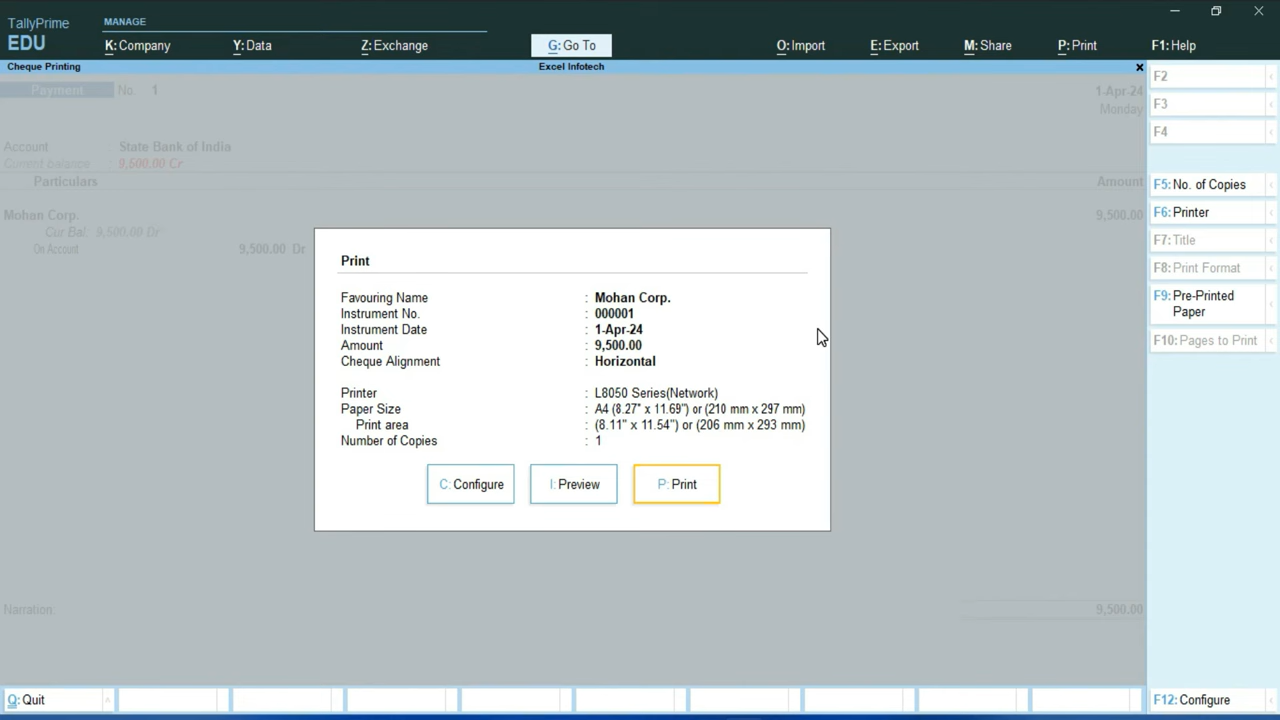 TallyPrime
EDU
MANAGE
K: Company
Y: Data
Z: Exchange
G: Go To
O: Import
E: Export
M: Share
P: Print
F1: Help
Cheque Printing
Excel Infotech
Payment No. 1
1-Apr-24
Monday
Account : State Bank of India
Current balance : 9,500.00 Cr
Particulars Amount
Mohan Corp. 9,500.00
Cur Bal: 9,500.00 Dr
On Account 9,500.00 Dr
Print
Favouring Name : Mohan Corp.
Instrument No. : 000001
Instrument Date : 1-Apr-24
Amount : 9,500.00
Cheque Alignment : Horizontal
Printer : L8050 Series(Network)
Paper Size : A4 (8.27" x 11.69") or (210 mm x 297 mm)
Print area : (8.11" x 11.54") or (206 mm x 293 mm)
Number of Copies : 1
C: Configure
I: Preview
P: Print
Narration: 9,500.00
F2
F3
F4
F5: No. of Copies
F6: Printer
F7: Title
F8: Print Format
F9: Pre-Printed
Paper
F10: Pages to Print
Q: Quit
F12: Configure